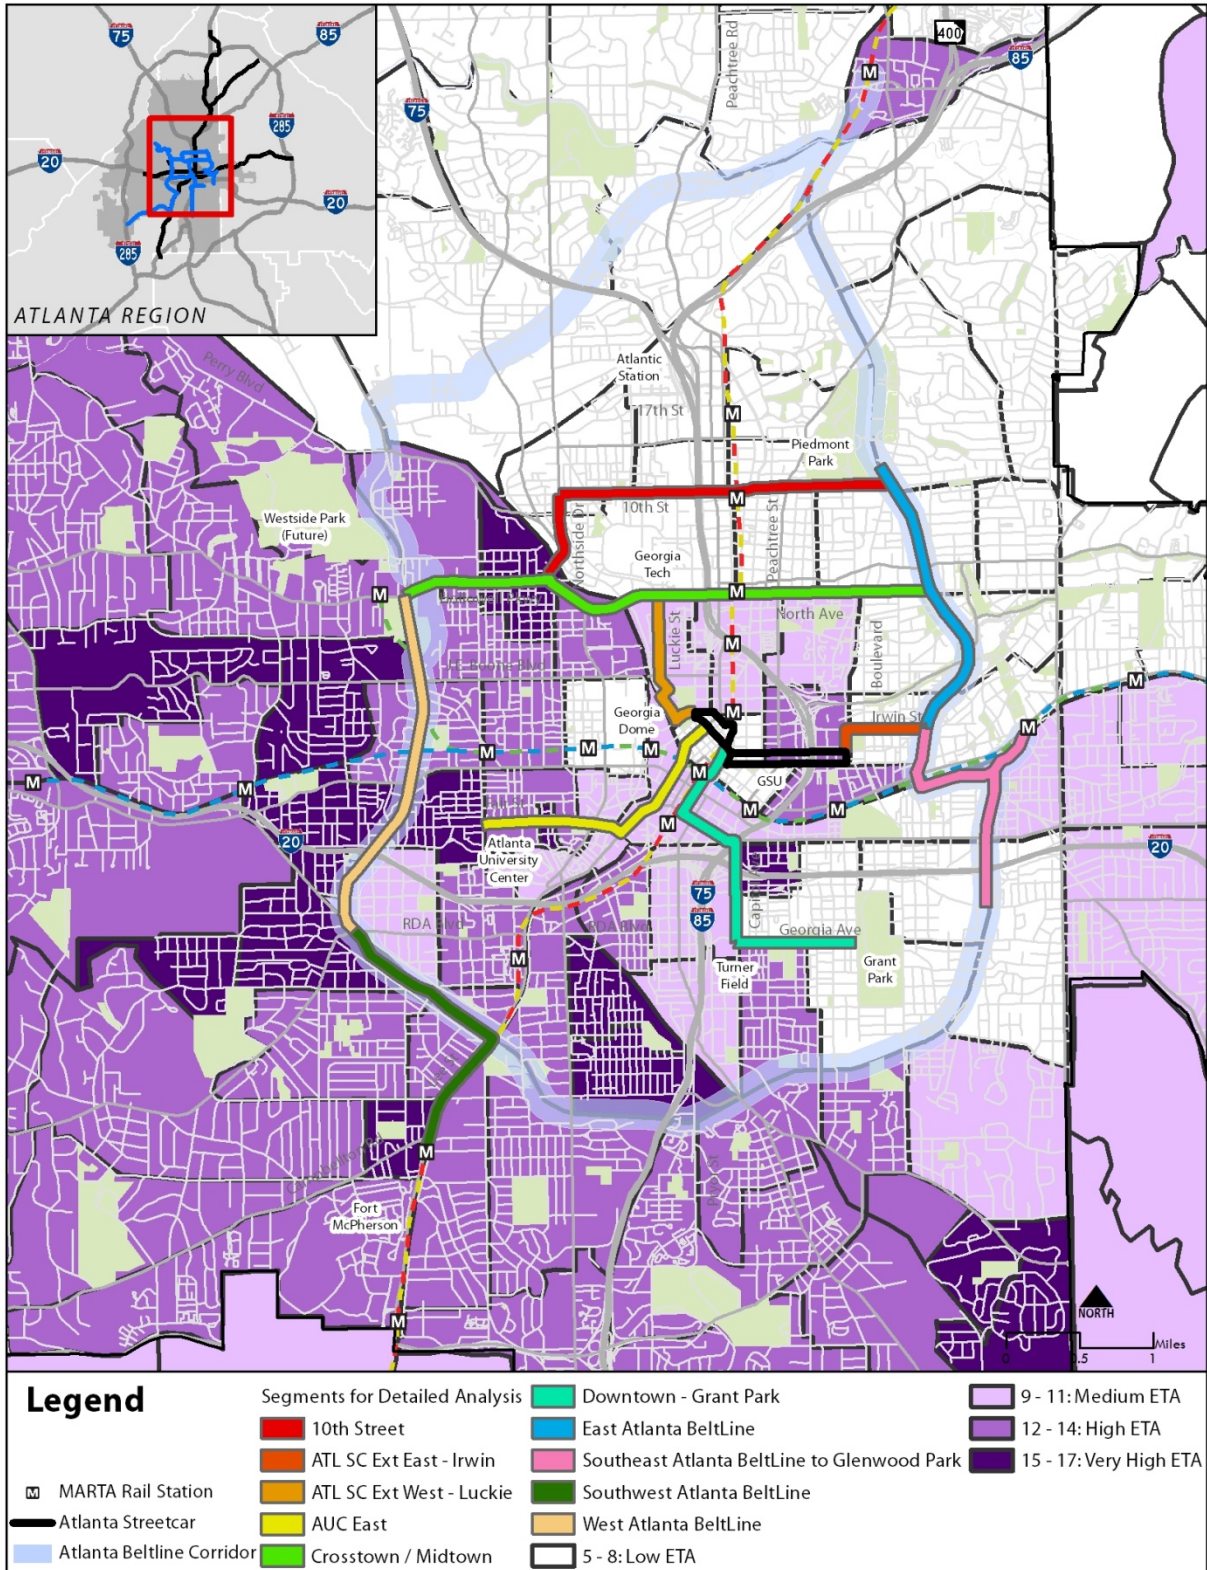 75
85
285
20
20
285
ATLANTA REGION
Peachtree Rd
400
85
75
M
Perry Blvd
Atlantic
Station
17th St
M
Piedmont
Park
M
10th St
Westside Park
(Future)
Northside Dr
Georgia
Tech
Peachtree St
M
M
North Ave
Luckie St
M
Boulevard
M
Georgia
Dome
M
Irwin St
M
M
M
M
M
M
M
GSU
M
M
M
20
Atlanta
University
Center
20
75
85
RDA Blvd
RDA Blvd
Georgia Ave
M
Turner
Field
Grant
Park
M
Fort
McPherson
M
NORTH
0
0.5
1
Miles
Legend
MARTA Rail Station
Atlanta Streetcar
Atlanta Beltline Corridor
Segments for Detailed Analysis
10th Street
ATL SC Ext East - Irwin
ATL SC Ext West - Luckie
AUC East
Crosstown / Midtown
Downtown - Grant Park
East Atlanta BeltLine
Southeast Atlanta BeltLine to Glenwood Park
Southwest Atlanta BeltLine
West Atlanta BeltLine
5 - 8: Low ETA
9 - 11: Medium ETA
12 - 14: High ETA
15 - 17: Very High ETA